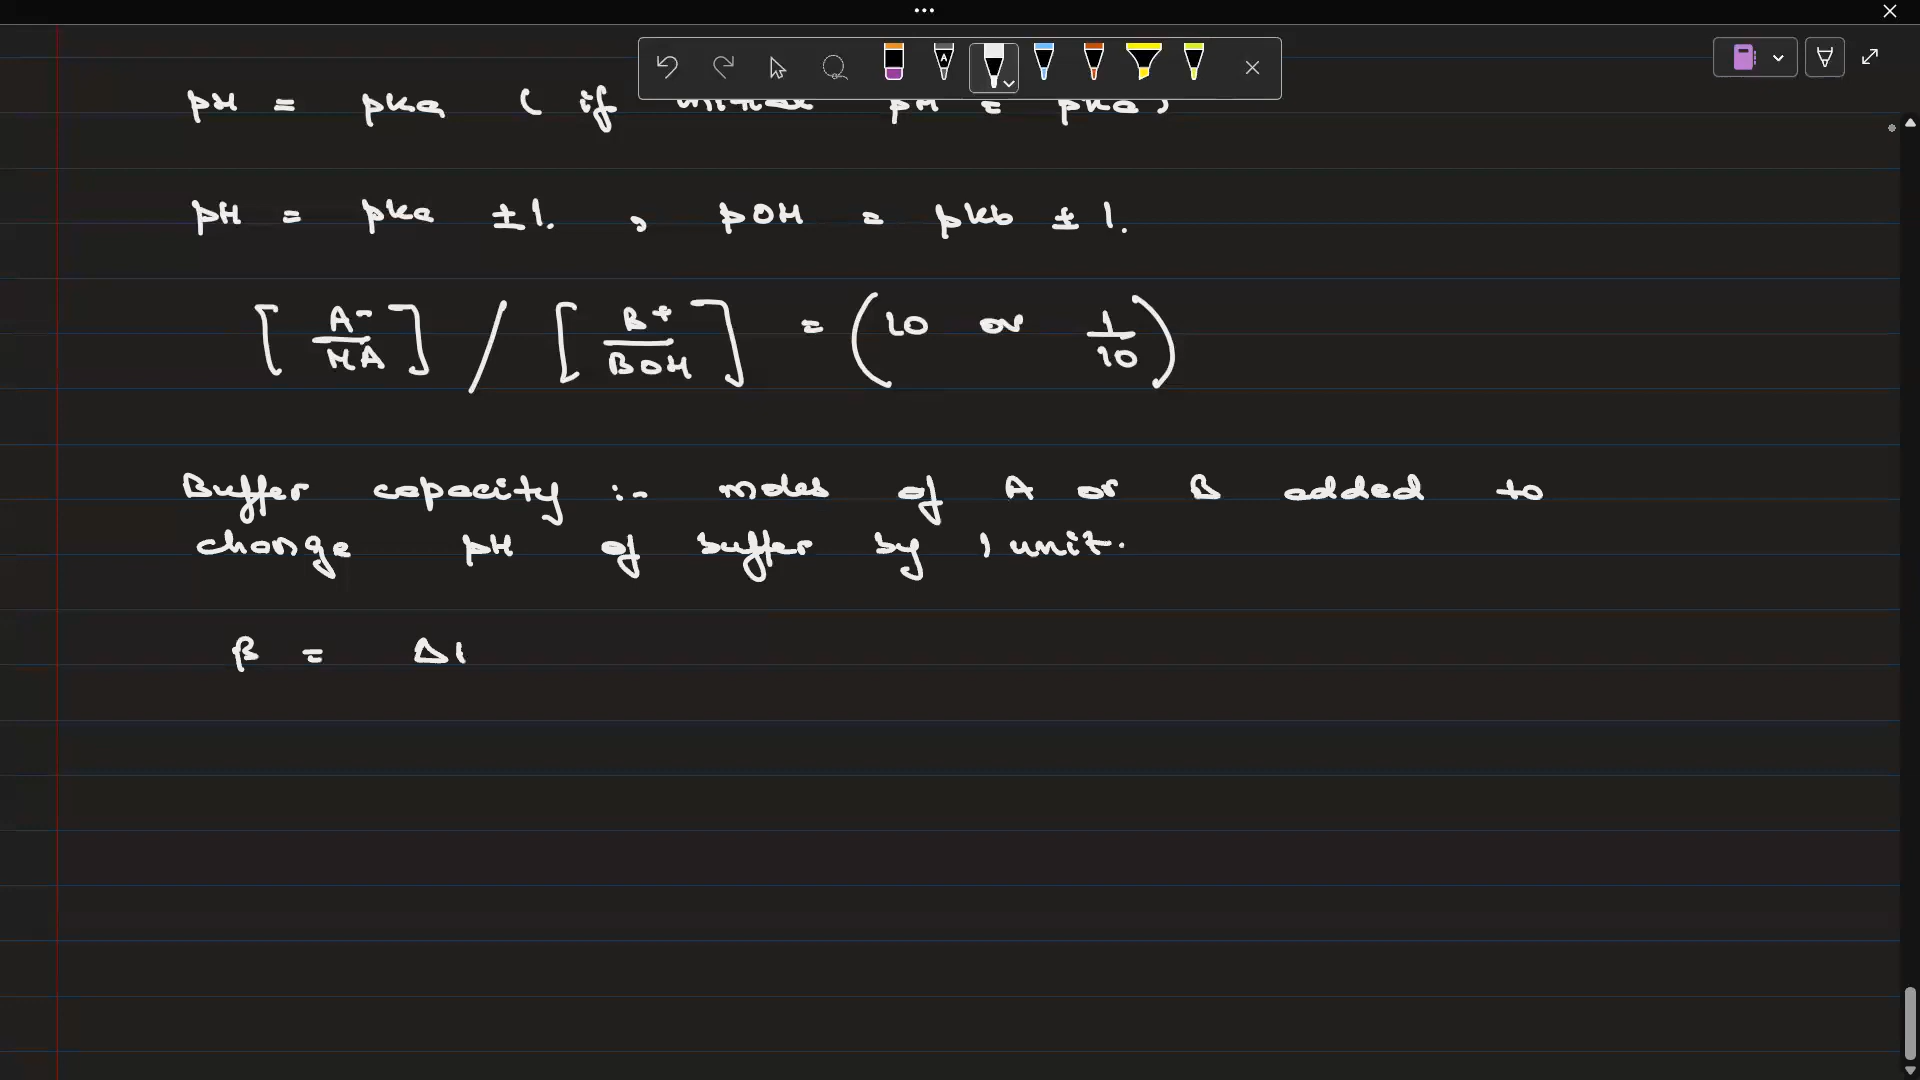 pH = pka ( if initial pH = pka )
pH = pka ±1. , pOH = pkb ± 1.
[ A-/HA ] / [ B+/BOH ] = ( 10 or 1/10 )
Buffer capacity :- moles of A or B added to
change pH of buffer by 1 unit.
β = Δ